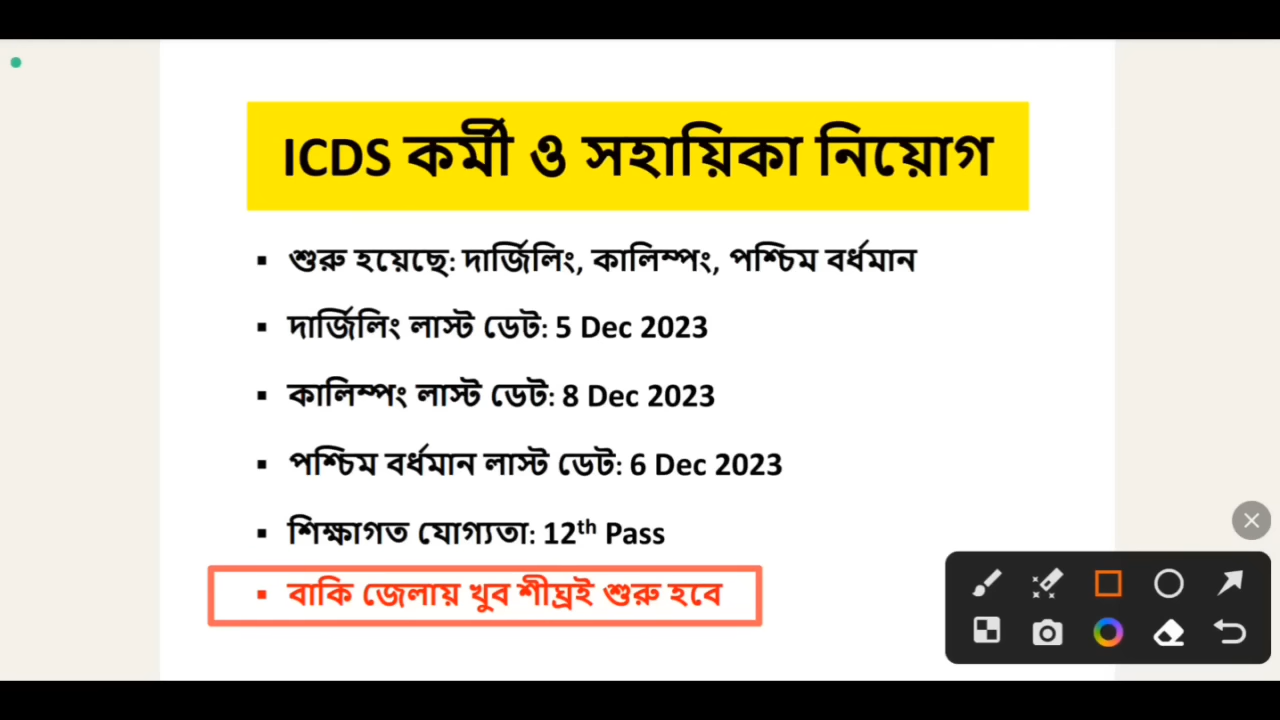 ICDS কর্মী ও সহায়িকা নিয়োগ
▪ শুরু হয়েছে: দার্জিলিং, কালিম্পং, পশ্চিম বর্ধমান
▪ দার্জিলিং লাস্ট ডেট: 5 Dec 2023
▪ কালিম্পং লাস্ট ডেট: 8 Dec 2023
▪ পশ্চিম বর্ধমান লাস্ট ডেট: 6 Dec 2023
▪ শিক্ষাগত যোগ্যতা: 12th Pass
▪ বাকি জেলায় খুব শীঘ্রই শুরু হবে